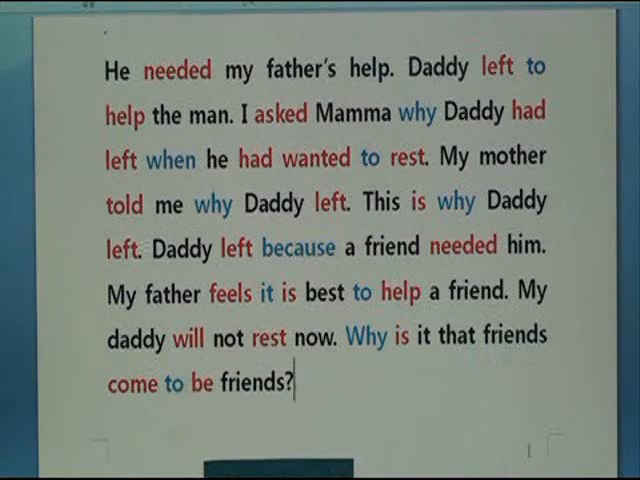 He needed my father's help. Daddy left to
help the man. I asked Mamma why Daddy had
left when he had wanted to rest. My mother
told me why Daddy left. This is why Daddy
left. Daddy left because a friend needed him.
My father feels it is best to help a friend. My
daddy will not rest now. Why is it that friends
come to be friends?